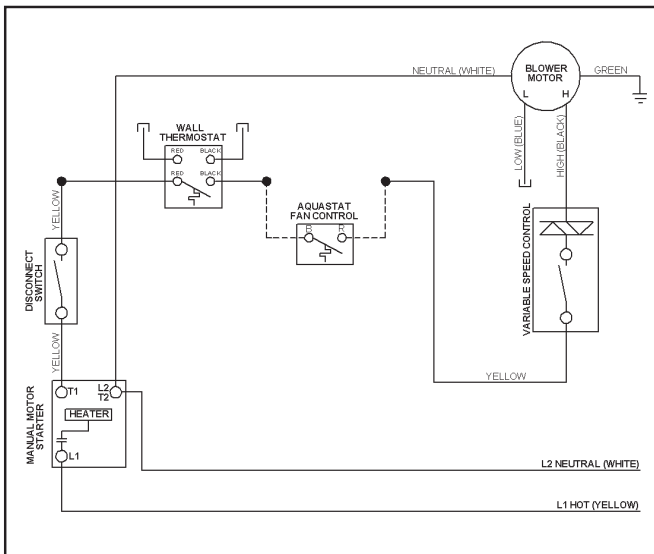 NEUTRAL (WHITE)
BLOWER
MOTOR
GREEN
L
H
LOW (BLUE)
HIGH (BLACK)
WALL
THERMOSTAT
RED
BLACK
RED
BLACK
AQUASTAT
FAN CONTROL
B
R
YELLOW
DISCONNECT
SWITCH
YELLOW
VARIABLE SPEED CONTROL
YELLOW
MANUAL MOTOR
STARTER
T1
L2
T2
HEATER
L1
L2 NEUTRAL (WHITE)
L1 HOT (YELLOW)